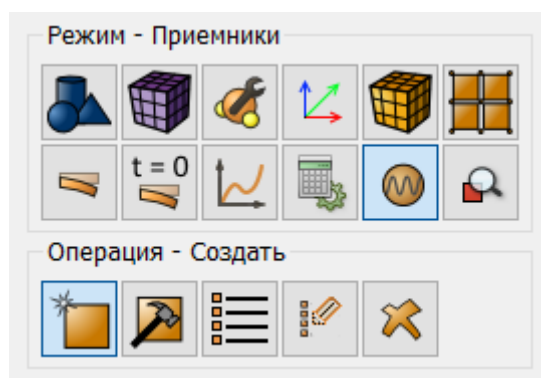 Режим - Приемники
t = 0
Операция - Создать